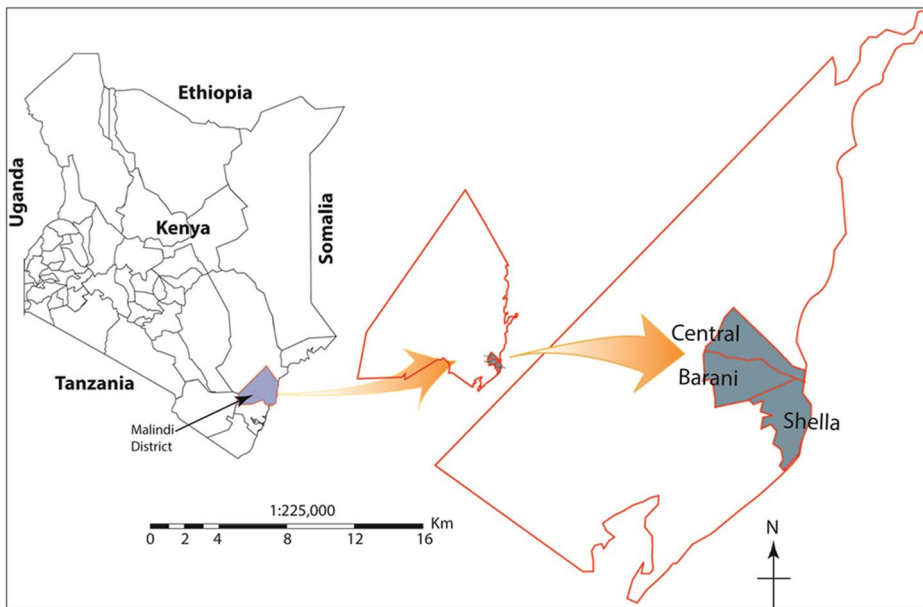 Ethiopia
Uganda
Kenya
Somalia
Tanzania
Malindi
District
Central
Barani
Shella
1:225,000
Km
0 2 4 8 12 16
N